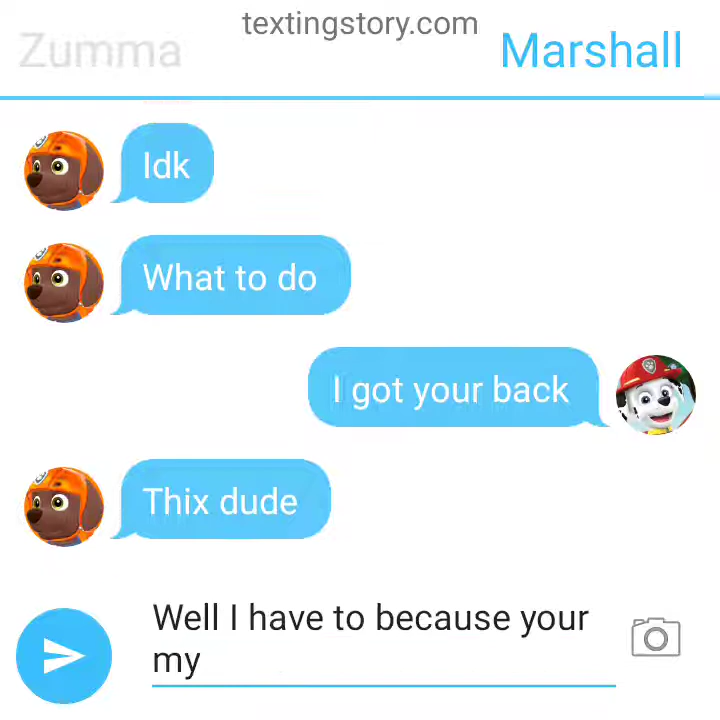 textingstory.com
Zumma
Marshall
Idk
What to do
I got your back
Thix dude
Well I have to because your
my